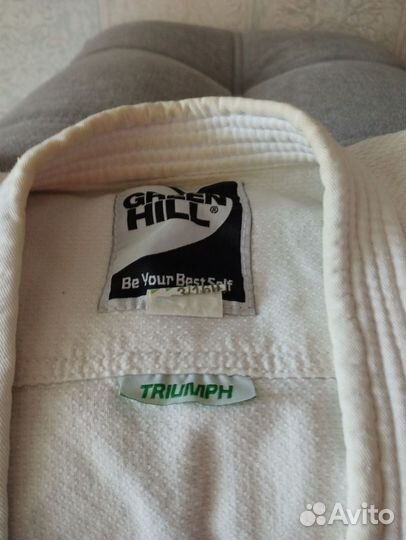 GREEN
HILL®
Be Your Best Self
TRIUMPH
Avito